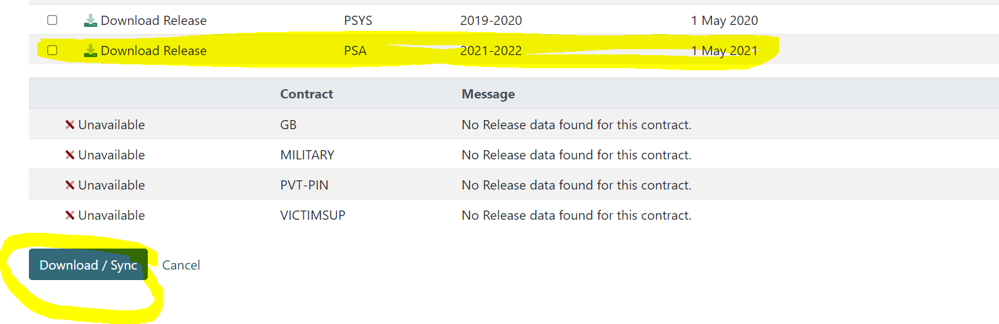 Download Release PSYS 2019-2020 1 May 2020
Download Release PSA 2021-2022 1 May 2021
Contract Message
Unavailable GB No Release data found for this contract.
Unavailable MILITARY No Release data found for this contract.
Unavailable PVT-PIN No Release data found for this contract.
Unavailable VICTIMSUP No Release data found for this contract.
Download / Sync Cancel